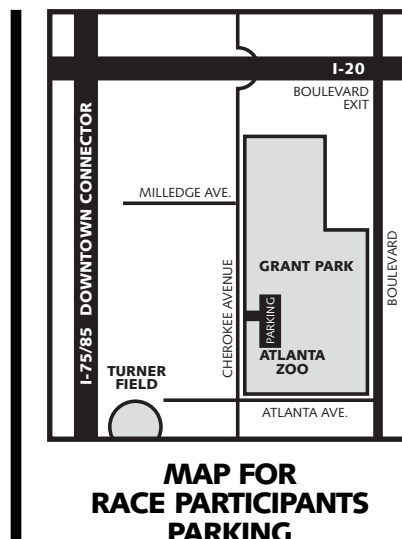 I-20
BOULEVARD
EXIT
I-75/85 DOWNTOWN CONNECTOR
MILLEDGE AVE.
CHEROKEE AVENUE
GRANT PARK
BOULEVARD
PARKING
ATLANTA
ZOO
TURNER
FIELD
ATLANTA AVE.
MAP FOR
RACE PARTICIPANTS
PARKING